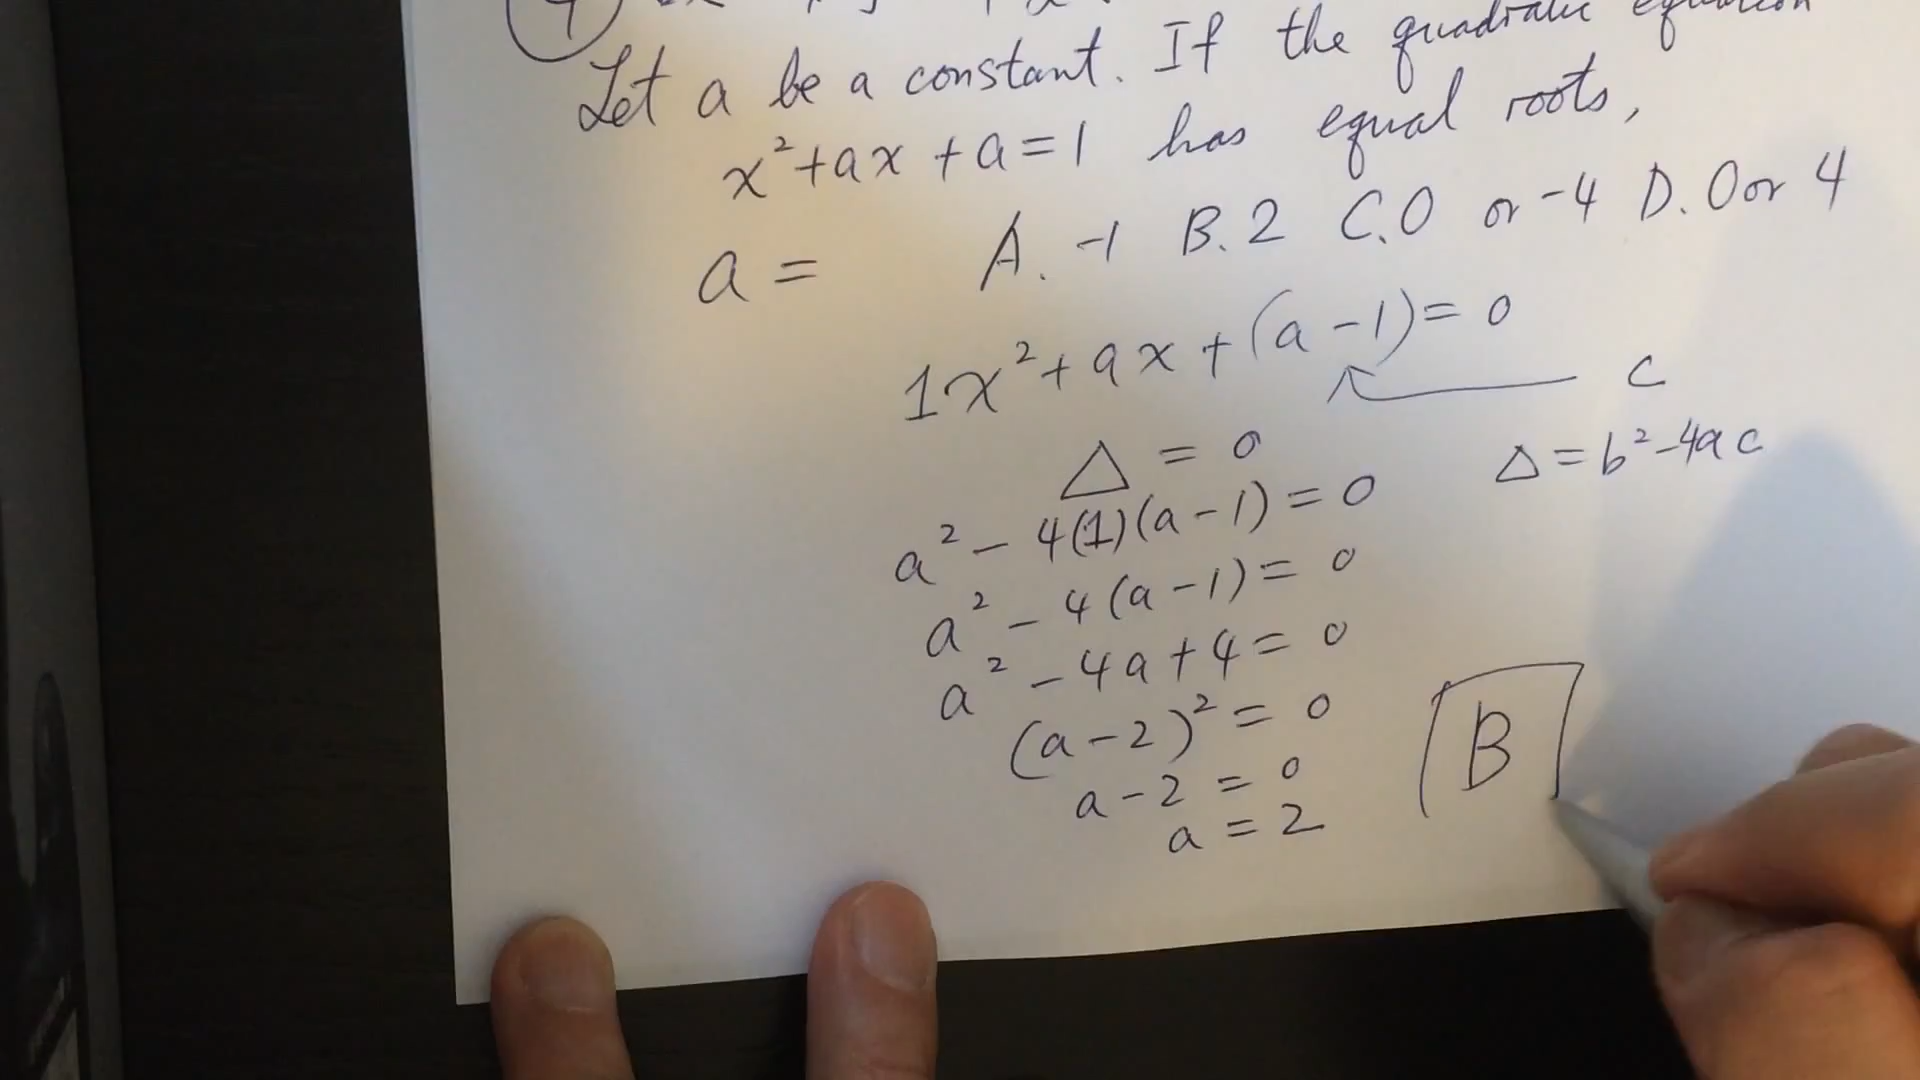 Let a be a constant. If the quadratic equation
x²+ax+a=1 has equal roots,
a = A. -1 B. 2 C. 0 or -4 D. 0 or 4
1x²+ax+(a-1)=0
C
△ = 0 △=b²-4ac
a²-4(1)(a-1)=0
a²-4(a-1)=0
a²-4a+4=0
(a-2)²=0
a-2=0
a=2
B